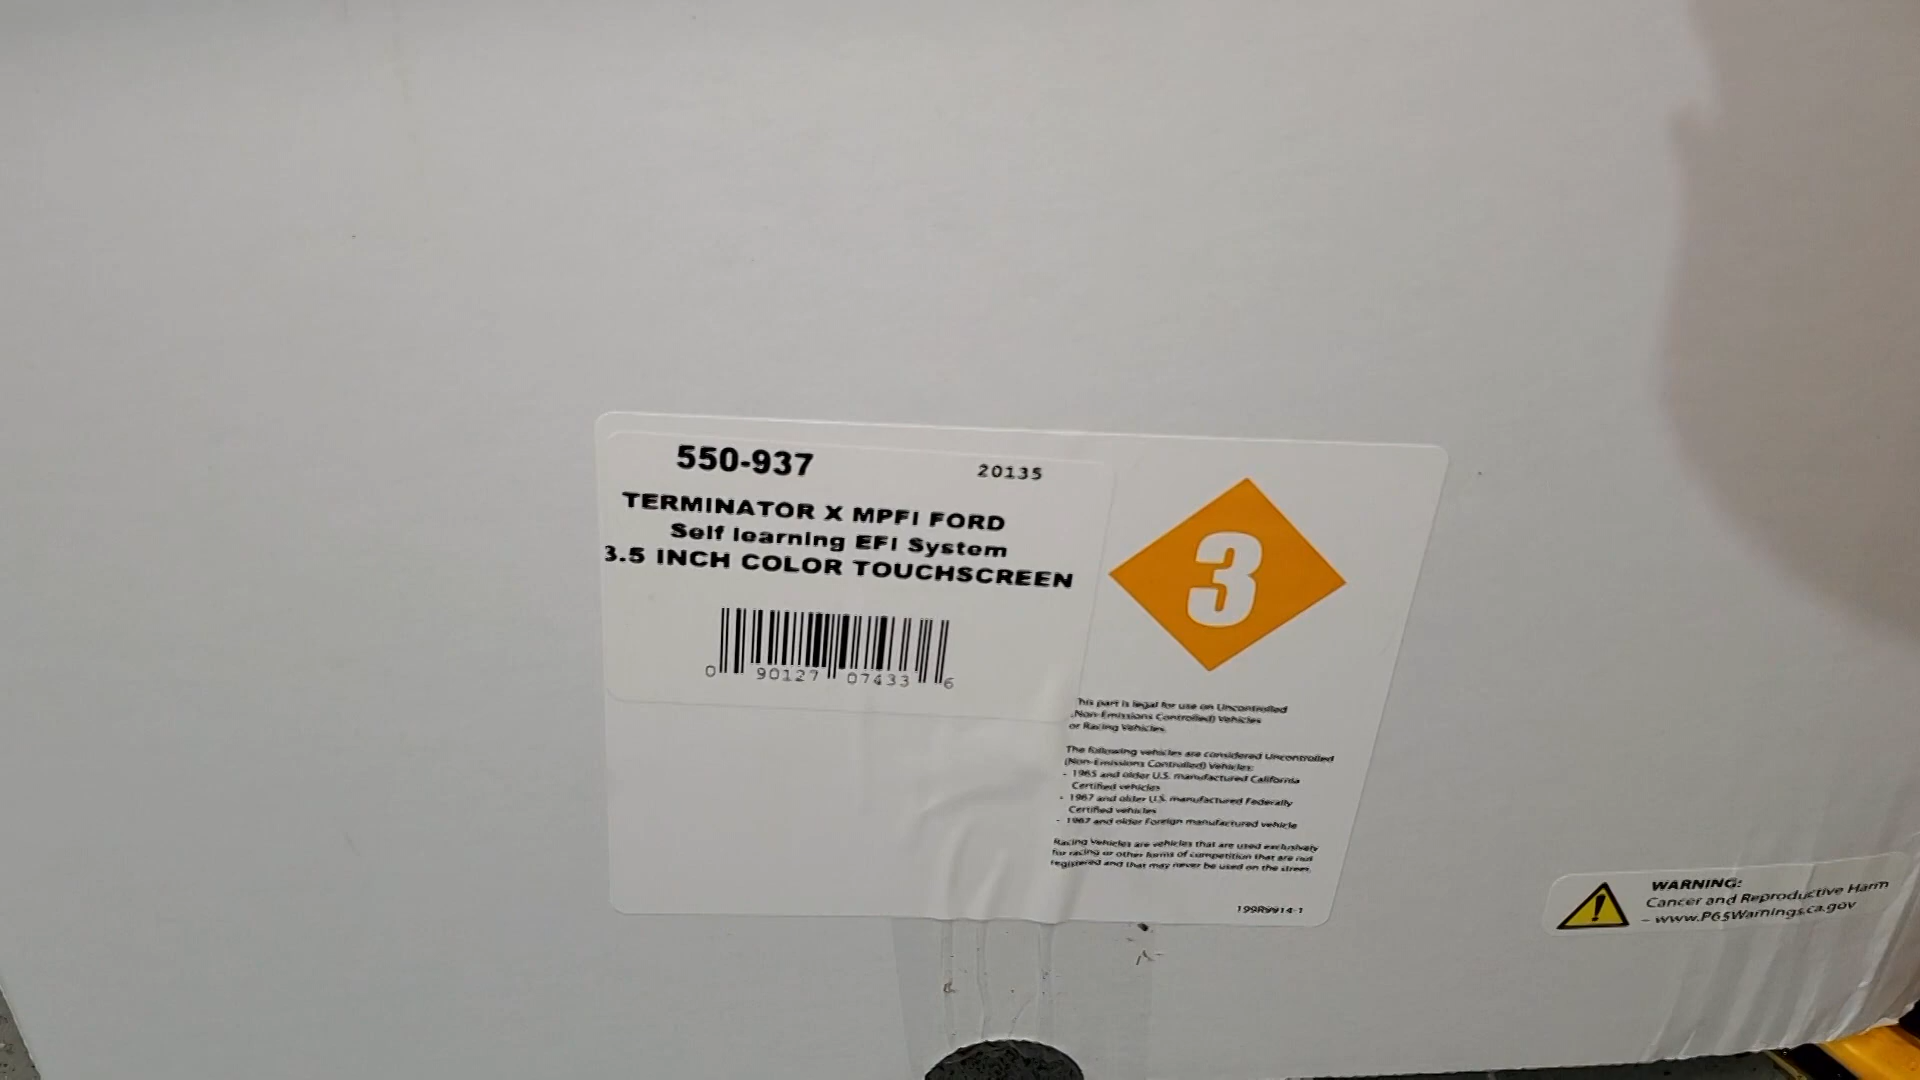 550-937
20135
TERMINATOR X MPFI FORD
Self learning EFI System
3.5 INCH COLOR TOUCHSCREEN
0 90127 07433 6
3
This part is legal for use on Uncontrolled
(Non-Emissions Controlled) Vehicles
or Racing Vehicles.
The following vehicles are considered Uncontrolled
(Non-Emissions Controlled) Vehicles:
- 1965 and older U.S. manufactured California
Certified vehicles
- 1967 and older U.S. manufactured Federally
Certified vehicles
- 1967 and older Foreign manufactured vehicle
Racing Vehicles are vehicles that are used exclusively
for racing or other forms of competition that are not
registered and that may never be used on the street.
199R9914-1
WARNING:
Cancer and Reproductive Harm
- www.P65Warnings.ca.gov